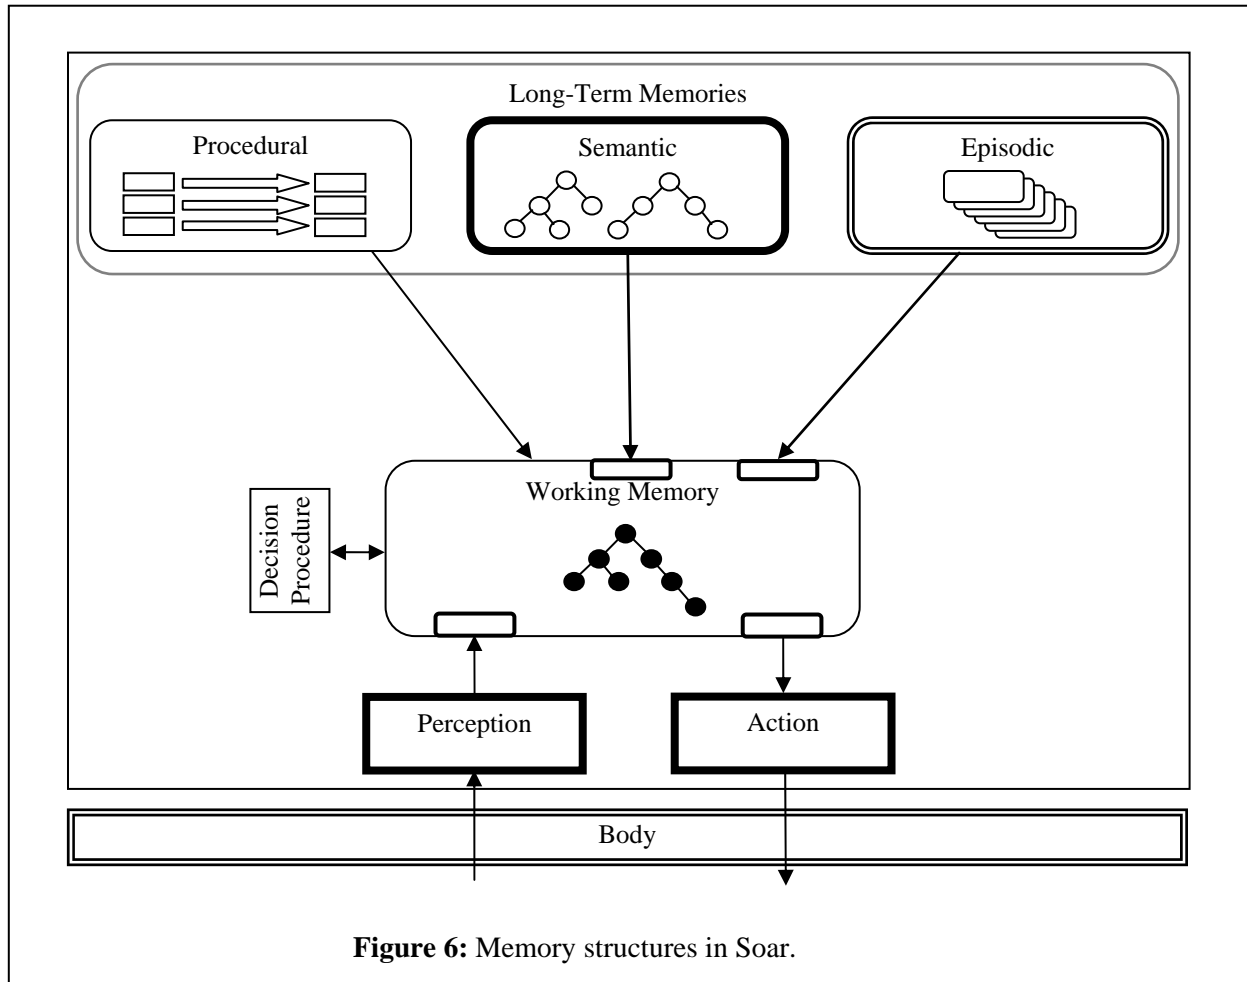 Long-Term Memories
Procedural
Semantic
Episodic
Working Memory
Decision
Procedure
Perception
Action
Body
Figure 6: Memory structures in Soar.